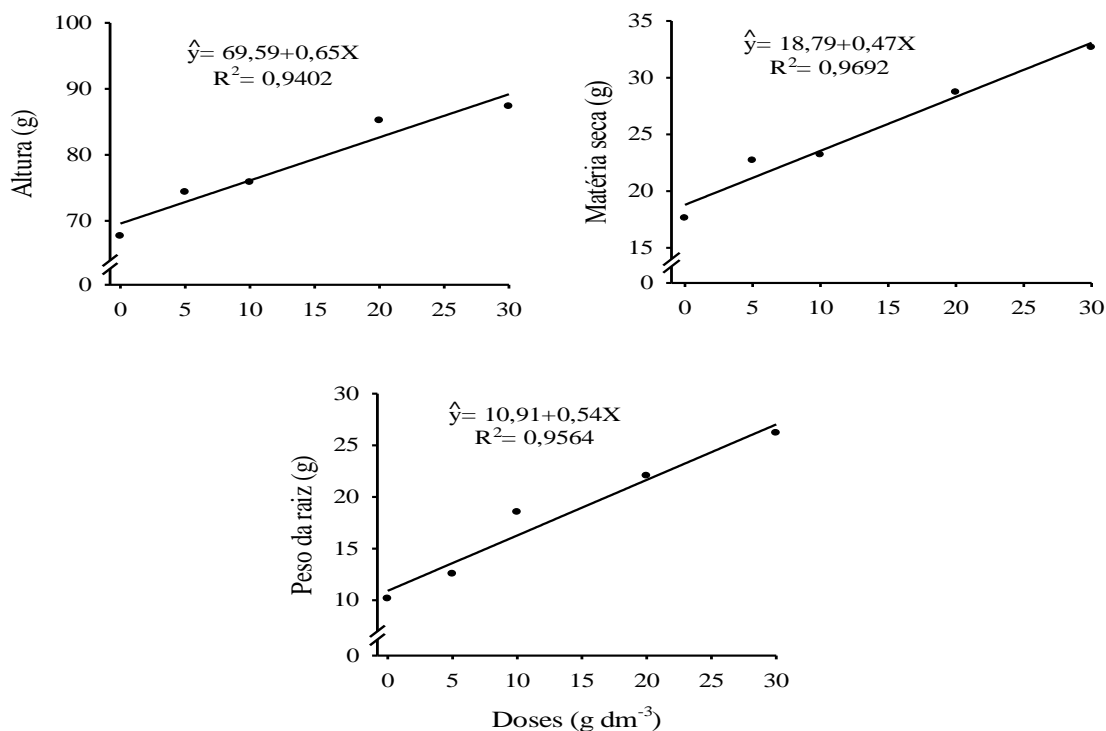 100
90
80
70
0
Altura (g)
ŷ= 69,59+0,65X
R²= 0,9402
0 5 10 15 20 25 30
35
30
25
20
15
0
Matéria seca (g)
ŷ= 18,79+0,47X
R²= 0,9692
0 5 10 15 20 25 30
30
25
20
15
10
0
Peso da raiz (g)
ŷ= 10,91+0,54X
R²= 0,9564
0 5 10 15 20 25 30
Doses (g dm⁻³)